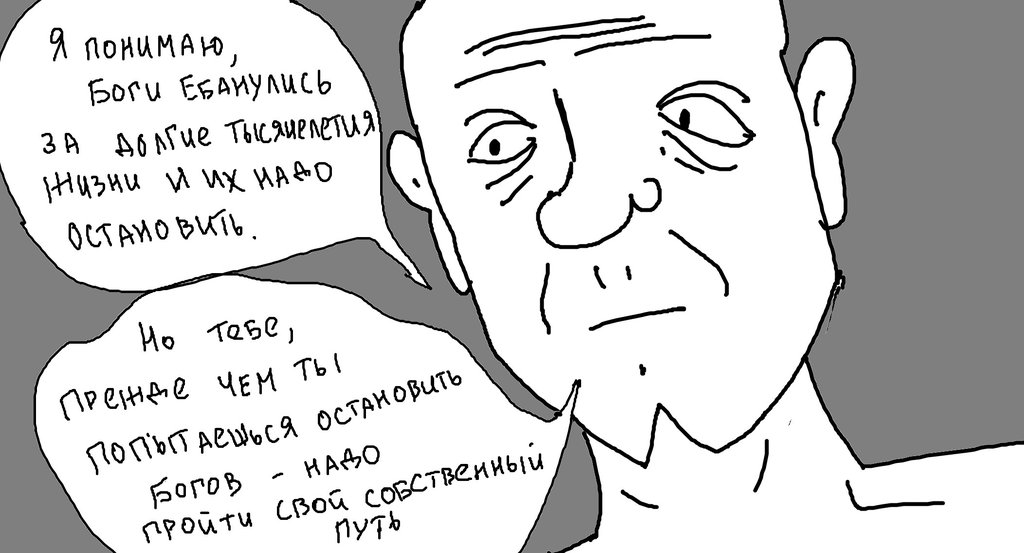 Я ПОНИМАЮ,
БОГИ ЕБАНУЛИСЬ
ЗА ДОЛГИЕ ТЫСЯЧЕЛЕТИЯ
ЖИЗНИ И ИХ НАДО
ОСТАНОВИТЬ.
НО ТЕБЕ,
ПРЕЖДЕ ЧЕМ ТЫ
ПОПЫТАЕШЬСЯ ОСТАНОВИТЬ
БОГОВ - НАДО
ПРОЙТИ СВОЙ СОБСТВЕННЫЙ
ПУТЬ